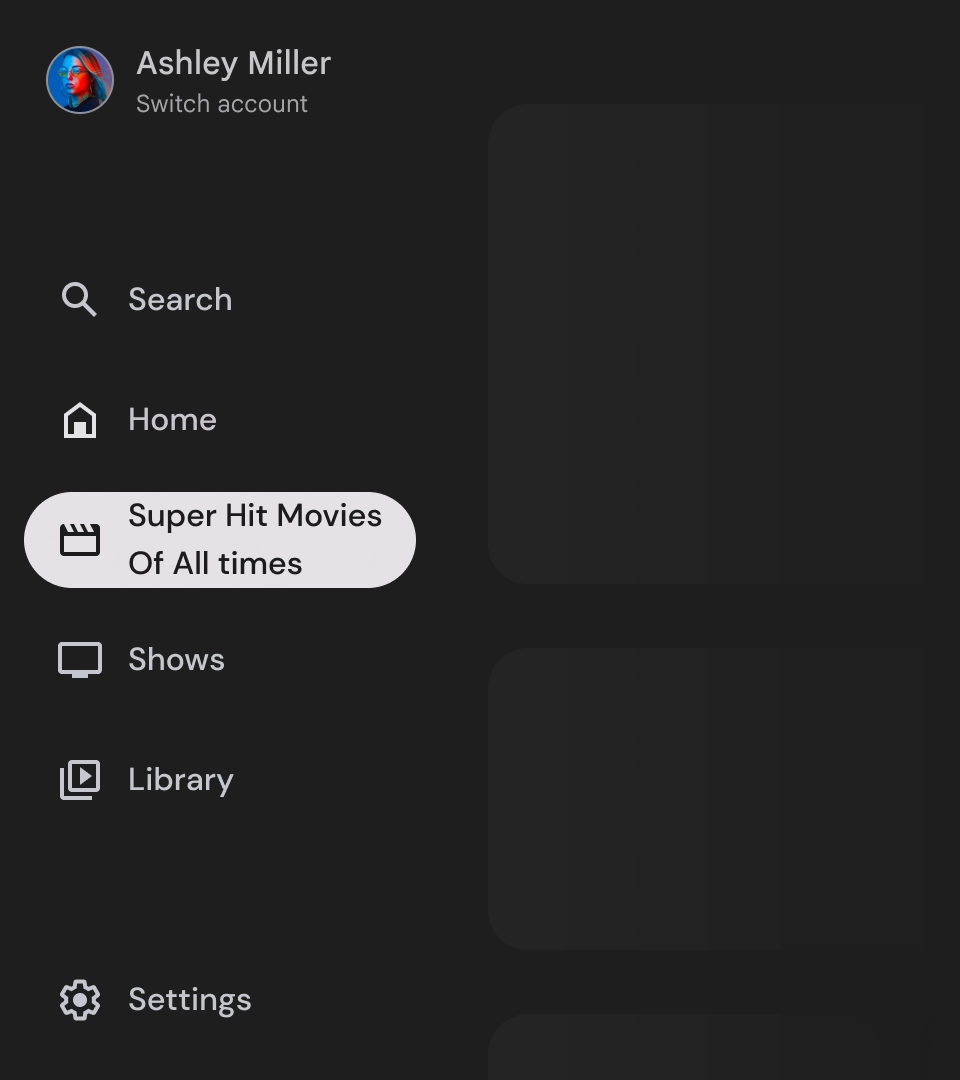 Ashley Miller
Switch account
Search
Home
Super Hit Movies
Of All times
Shows
Library
Settings